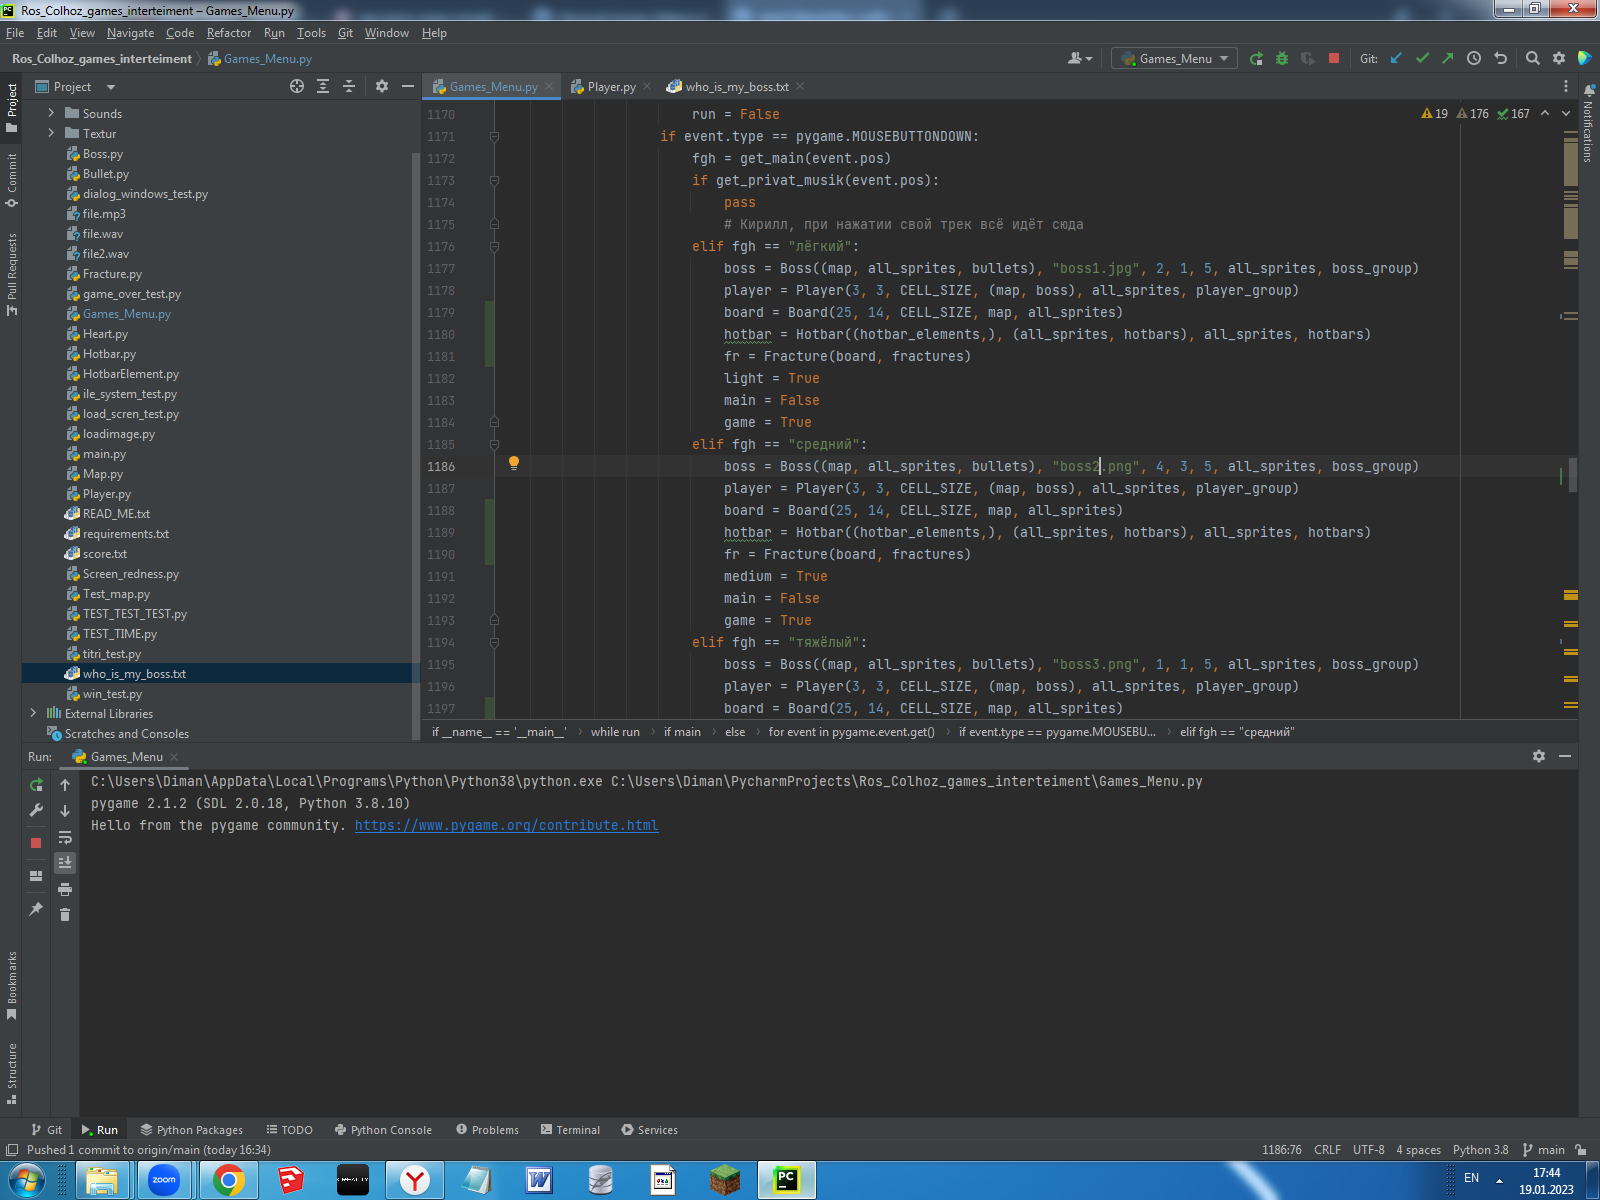 Ros_Colhoz_games_interteiment – Games_Menu.py
File Edit View Navigate Code Refactor Run Tools Git Window Help
Ros_Colhoz_games_interteiment Games_Menu.py
Games_Menu
Git:
Project
Games_Menu.py Player.py who_is_my_boss.txt
Project
Commit
Pull Requests
Bookmarks
Structure
Notifications
Sounds
Textur
Boss.py
Bullet.py
dialog_windows_test.py
file.mp3
file.wav
file2.wav
Fracture.py
game_over_test.py
Games_Menu.py
Heart.py
Hotbar.py
HotbarElement.py
ile_system_test.py
load_scren_test.py
loadimage.py
main.py
Map.py
Player.py
READ_ME.txt
requirements.txt
score.txt
Screen_redness.py
Test_map.py
TEST_TEST_TEST.py
TEST_TIME.py
titri_test.py
who_is_my_boss.txt
win_test.py
External Libraries
Scratches and Consoles
19 176 167
1170 run = False
1171 if event.type == pygame.MOUSEBUTTONDOWN:
1172 fgh = get_main(event.pos)
1173 if get_privat_musik(event.pos):
1174 pass
1175 # Кирилл, при нажатии свой трек всё идёт сюда
1176 elif fgh == "лёгкий":
1177 boss = Boss((map, all_sprites, bullets), "boss1.jpg", 2, 1, 5, all_sprites, boss_group)
1178 player = Player(3, 3, CELL_SIZE, (map, boss), all_sprites, player_group)
1179 board = Board(25, 14, CELL_SIZE, map, all_sprites)
1180 hotbar = Hotbar((hotbar_elements,), (all_sprites, hotbars), all_sprites, hotbars)
1181 fr = Fracture(board, fractures)
1182 light = True
1183 main = False
1184 game = True
1185 elif fgh == "средний":
1186 boss = Boss((map, all_sprites, bullets), "boss2.png", 4, 3, 5, all_sprites, boss_group)
1187 player = Player(3, 3, CELL_SIZE, (map, boss), all_sprites, player_group)
1188 board = Board(25, 14, CELL_SIZE, map, all_sprites)
1189 hotbar = Hotbar((hotbar_elements,), (all_sprites, hotbars), all_sprites, hotbars)
1190 fr = Fracture(board, fractures)
1191 medium = True
1192 main = False
1193 game = True
1194 elif fgh == "тяжёлый":
1195 boss = Boss((map, all_sprites, bullets), "boss3.png", 1, 1, 5, all_sprites, boss_group)
1196 player = Player(3, 3, CELL_SIZE, (map, boss), all_sprites, player_group)
1197 board = Board(25, 14, CELL_SIZE, map, all_sprites)
if __name__ == '__main__' while run if main else for event in pygame.event.get() if event.type == pygame.MOUSEBU... elif fgh == "средний"
Run: Games_Menu
C:\Users\Diman\AppData\Local\Programs\Python\Python38\python.exe C:\Users\Diman\PycharmProjects\Ros_Colhoz_games_interteiment\Games_Menu.py
pygame 2.1.2 (SDL 2.0.18, Python 3.8.10)
Hello from the pygame community. https://www.pygame.org/contribute.html
Git Run Python Packages TODO Python Console Problems Terminal Services
Pushed 1 commit to origin/main (today 16:34)
1186:76 CRLF UTF-8 4 spaces Python 3.8 main
zoom
PC
EN
17:44
19.01.2023